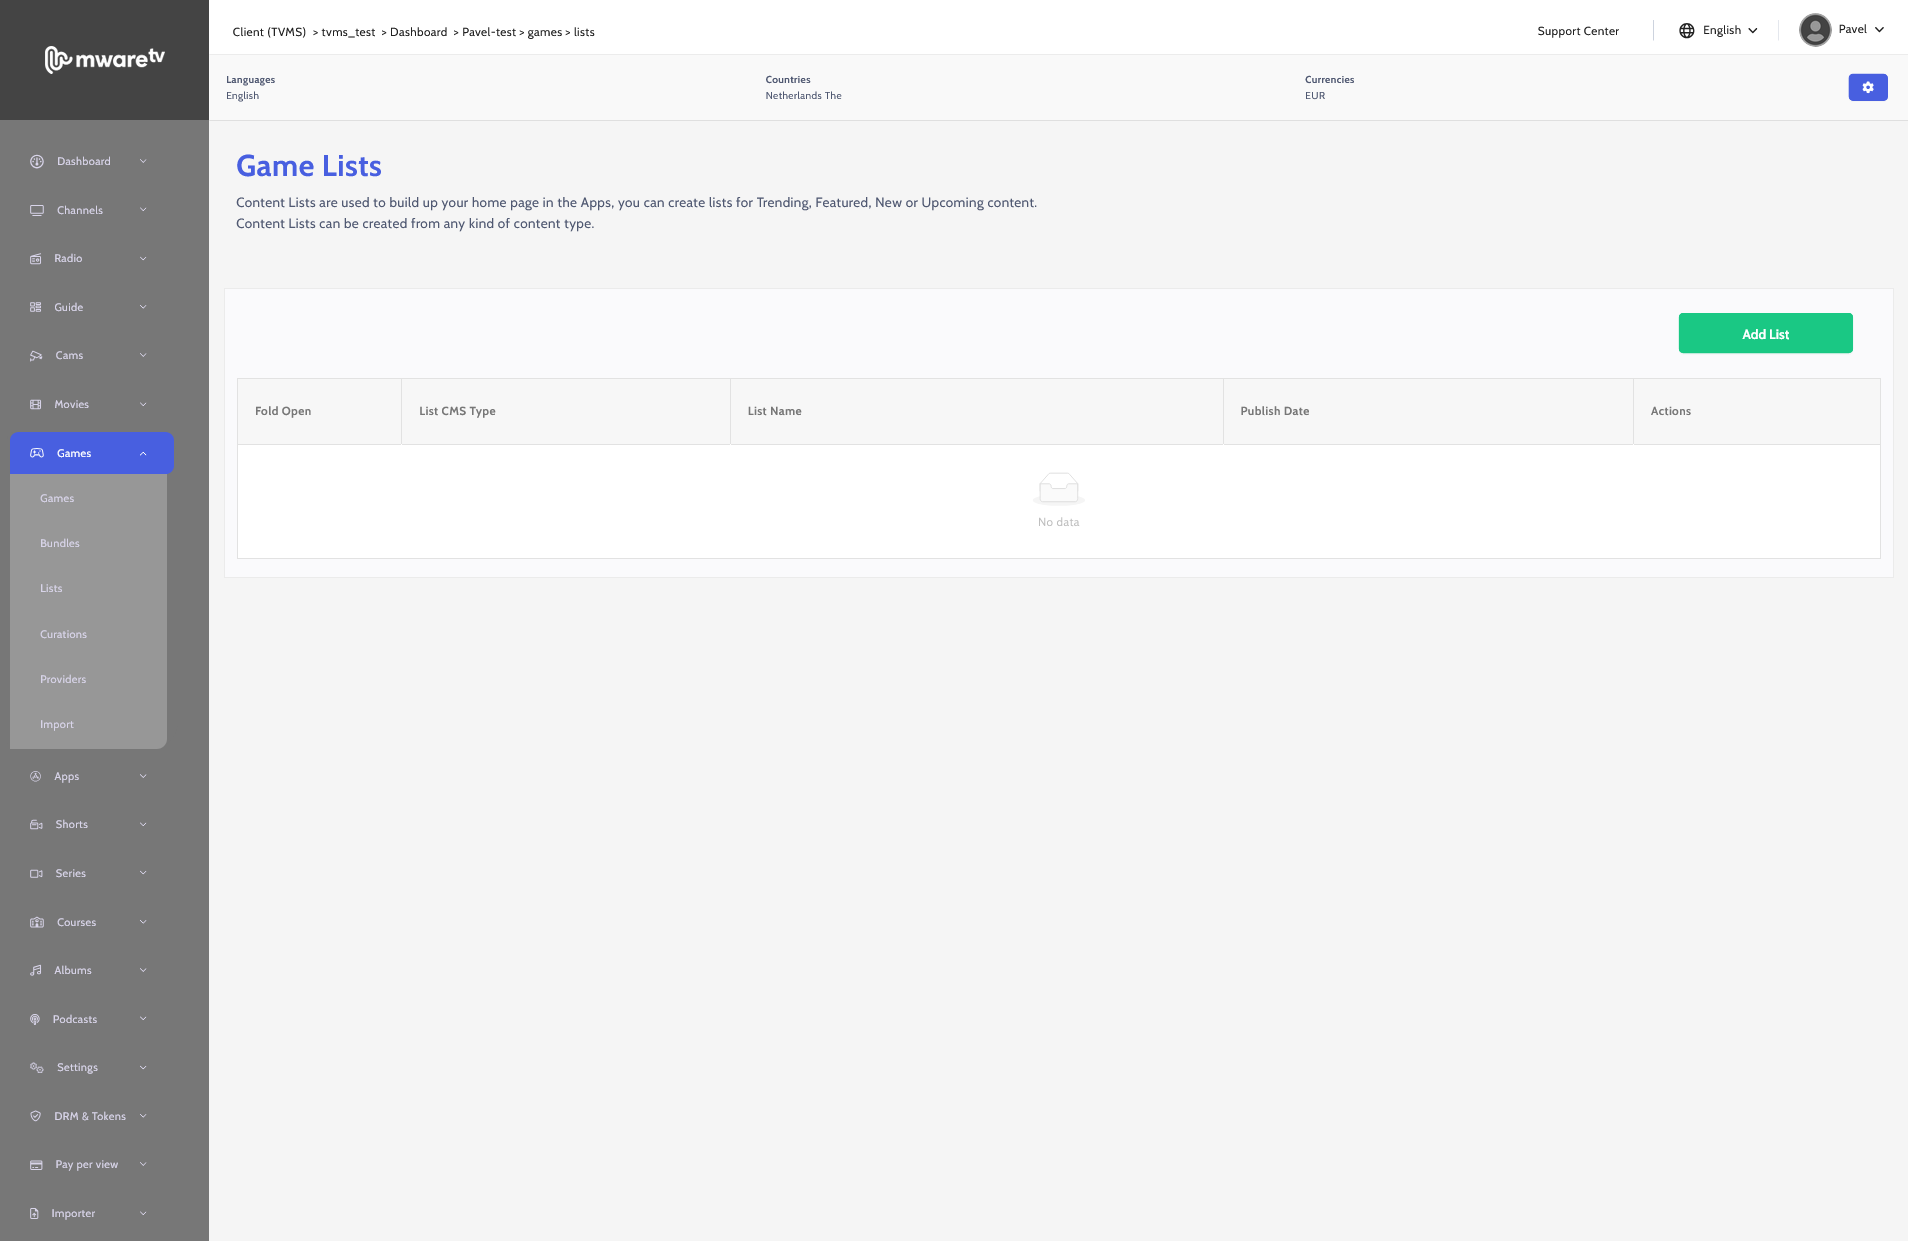 mwaretv
Client (TVMS) > tvms_test > Dashboard > Pavel-test > games > lists
Support Center
English
Pavel
Languages
English
Countries
Netherlands The
Currencies
EUR
Dashboard
Channels
Radio
Guide
Cams
Movies
Games
Games
Bundles
Lists
Curations
Providers
Import
Apps
Shorts
Series
Courses
Albums
Podcasts
Settings
DRM & Tokens
Pay per view
Importer
Game Lists
Content Lists are used to build up your home page in the Apps, you can create lists for Trending, Featured, New or Upcoming content.
Content Lists can be created from any kind of content type.
Add List
Fold Open
List CMS Type
List Name
Publish Date
Actions
No data